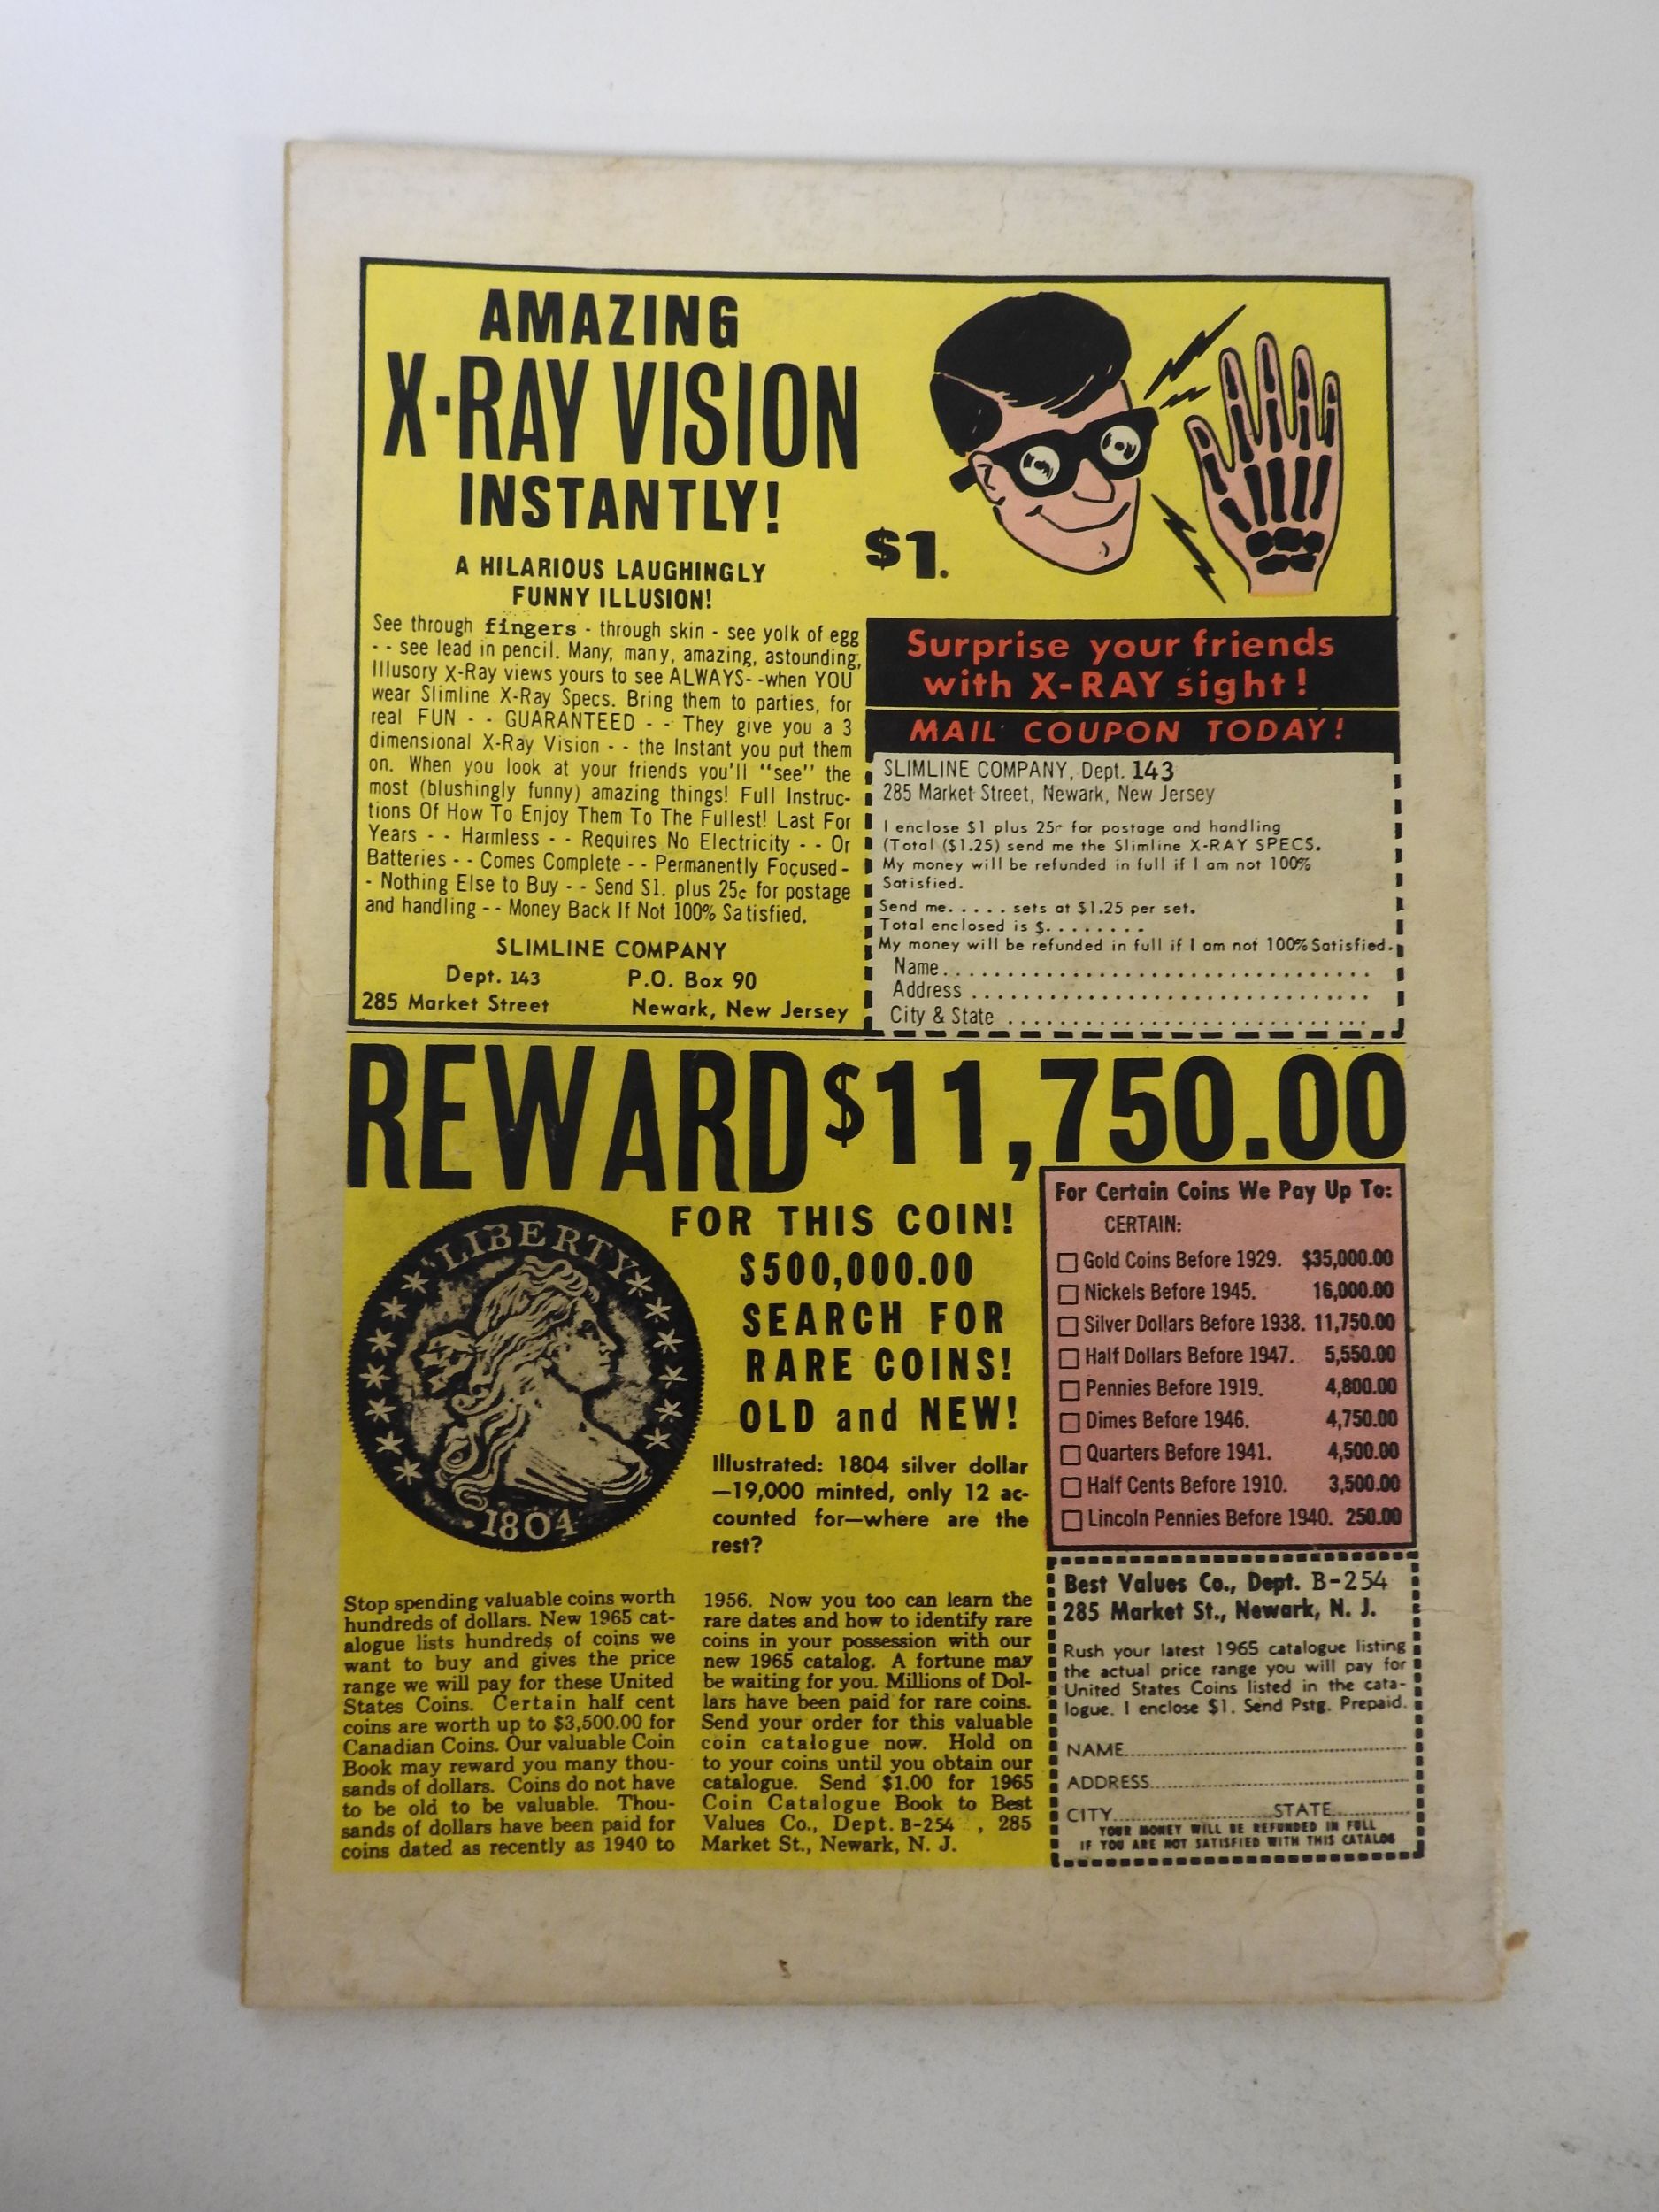 AMAZING
X-RAY VISION
INSTANTLY!
A HILARIOUS LAUGHINGLY
FUNNY ILLUSION!
See through fingers - through skin - see yolk of egg
- - see lead in pencil. Many, many, amazing, astounding,
Illusory X-Ray views yours to see ALWAYS- -when YOU
wear Slimline X-Ray Specs. Bring them to parties, for
real FUN - - GUARANTEED - - They give you a 3
dimensional X-Ray Vision - - the Instant you put them
on. When you look at your friends you'll "see" the
most (blushingly funny) amazing things! Full Instruc-
tions Of How To Enjoy Them To The Fullest! Last For
Years - - Harmless - - Requires No Electricity - - Or
Batteries - - Comes Complete - - Permanently Focused -
- Nothing Else to Buy - - Send $1. plus 25c for postage
and handling - - Money Back If Not 100% Satisfied.
SLIMLINE COMPANY
Dept. 143 P.O. Box 90
285 Market Street Newark, New Jersey
$1.
Surprise your friends
with X-RAY sight!
MAIL COUPON TODAY!
SLIMLINE COMPANY, Dept. 143
285 Market Street, Newark, New Jersey
I enclose $1 plus 25c for postage and handling
(Total ($1.25) send me the Slimline X-RAY SPECS.
My money will be refunded in full if I am not 100%
Satisfied.
Send me..... sets at $1.25 per set.
Total enclosed is $........
My money will be refunded in full if I am not 100% Satisfied.
Name.................................
Address ..............................
City & State ...........................
REWARD $11,750.00
FOR THIS COIN!
$500,000.00
SEARCH FOR
RARE COINS!
OLD and NEW!
LIBERTY
1804
Illustrated: 1804 silver dollar
—19,000 minted, only 12 ac-
counted for—where are the
rest?
Stop spending valuable coins worth
hundreds of dollars. New 1965 cat-
alogue lists hundreds of coins we
want to buy and gives the price
range we will pay for these United
States Coins. Certain half cent
coins are worth up to $3,500.00 for
Canadian Coins. Our valuable Coin
Book may reward you many thou-
sands of dollars. Coins do not have
to be old to be valuable. Thou-
sands of dollars have been paid for
coins dated as recently as 1940 to
1956. Now you too can learn the
rare dates and how to identify rare
coins in your possession with our
new 1965 catalog. A fortune may
be waiting for you. Millions of Dol-
lars have been paid for rare coins.
Send your order for this valuable
coin catalogue now. Hold on
to your coins until you obtain our
catalogue. Send $1.00 for 1965
Coin Catalogue Book to Best
Values Co., Dept. B-254 , 285
Market St., Newark, N. J.
For Certain Coins We Pay Up To:
CERTAIN:
Gold Coins Before 1929. $35,000.00
Nickels Before 1945. 16,000.00
Silver Dollars Before 1938. 11,750.00
Half Dollars Before 1947. 5,550.00
Pennies Before 1919. 4,800.00
Dimes Before 1946. 4,750.00
Quarters Before 1941. 4,500.00
Half Cents Before 1910. 3,500.00
Lincoln Pennies Before 1940. 250.00
Best Values Co., Dept. B-254
285 Market St., Newark, N. J.
Rush your latest 1965 catalogue listing
the actual price range you will pay for
United States Coins listed in the cata-
logue. I enclose $1. Send Pstg. Prepaid.
NAME................................
ADDRESS.............................
CITY....................STATE............
YOUR MONEY WILL BE REFUNDED IN FULL
IF YOU ARE NOT SATISFIED WITH THIS CATALOG